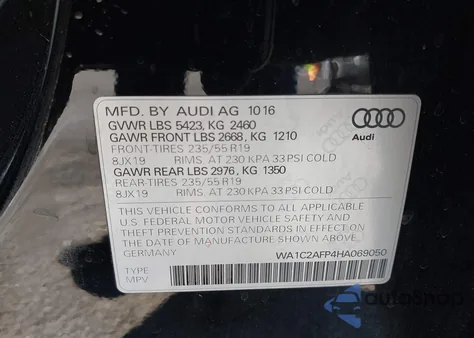 MFD. BY AUDI AG 10 16
GVWR LBS 5423, KG 2460
GAWR FRONT LBS 2668, KG 1210
FRONT-TIRES 235/55 R19
8JX19 RIMS, AT 230 KPA 33 PSI COLD
GAWR REAR LBS 2976, KG 1350
REAR-TIRES 235/55 R19
8JX19 RIMS, AT 230 KPA 33 PSI COLD
THIS VEHICLE CONFORMS TO ALL APPLICABLE
U.S. FEDERAL MOTOR VEHICLE SAFETY AND
THEFT PREVENTION STANDARDS IN EFFECT ON
THE DATE OF MANUFACTURE SHOWN ABOVE.
GERMANY
WA1C2AFP4HA069050
TYPE:
MPV
Audi
autoSnap